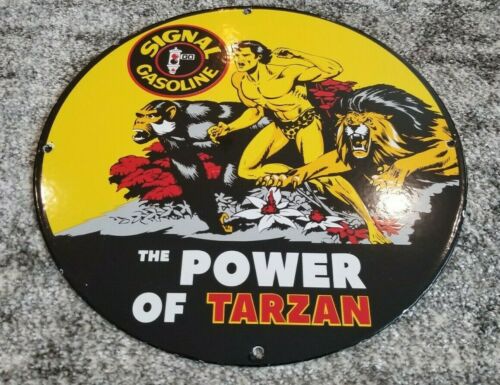 SIGNAL
GASOLINE
THE POWER
OF TARZAN